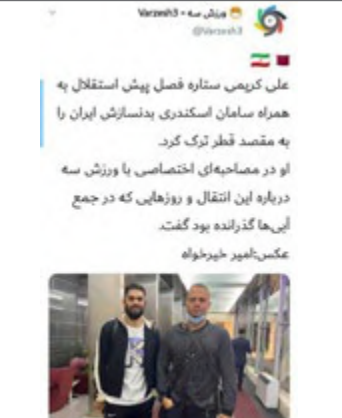 ورزش سه - Varzesh3
@Varzesh3
علی کریمی ستاره فصل پیش استقلال به
همراه سامان اسکندری بدنسازش ایران را
به مقصد قطر ترک کرد.
او در مصاحبه‌ای اختصاصی با ورزش سه
درباره این انتقال و روزهایی که در جمع
آبی‌ها گذرانده بود گفت.
عکس:امیر خیرخواه